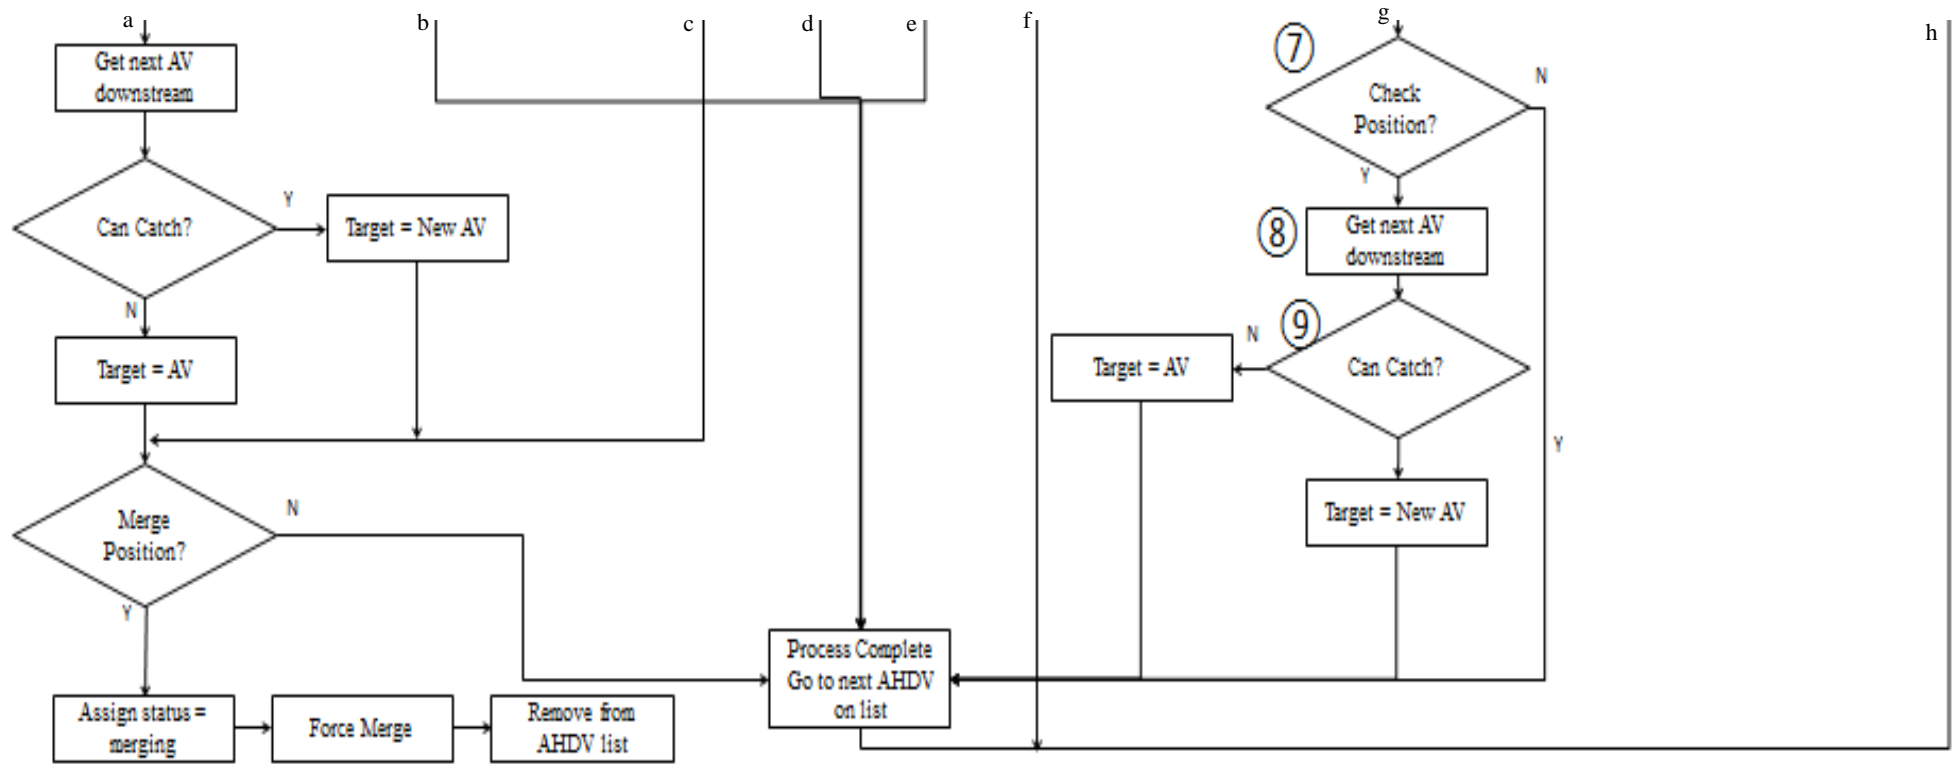 a
b
c
d
e
f
g
h
Get next AV
downstream
Can Catch?
Y
Target = New AV
N
Target = AV
Merge
Position?
N
Y
Assign status =
merging
Force Merge
Remove from
AHDV list
Process Complete
Go to next AHDV
on list
⑦
Check
Position?
N
Y
⑧
Get next AV
downstream
⑨
Can Catch?
N
Target = AV
Y
Target = New AV